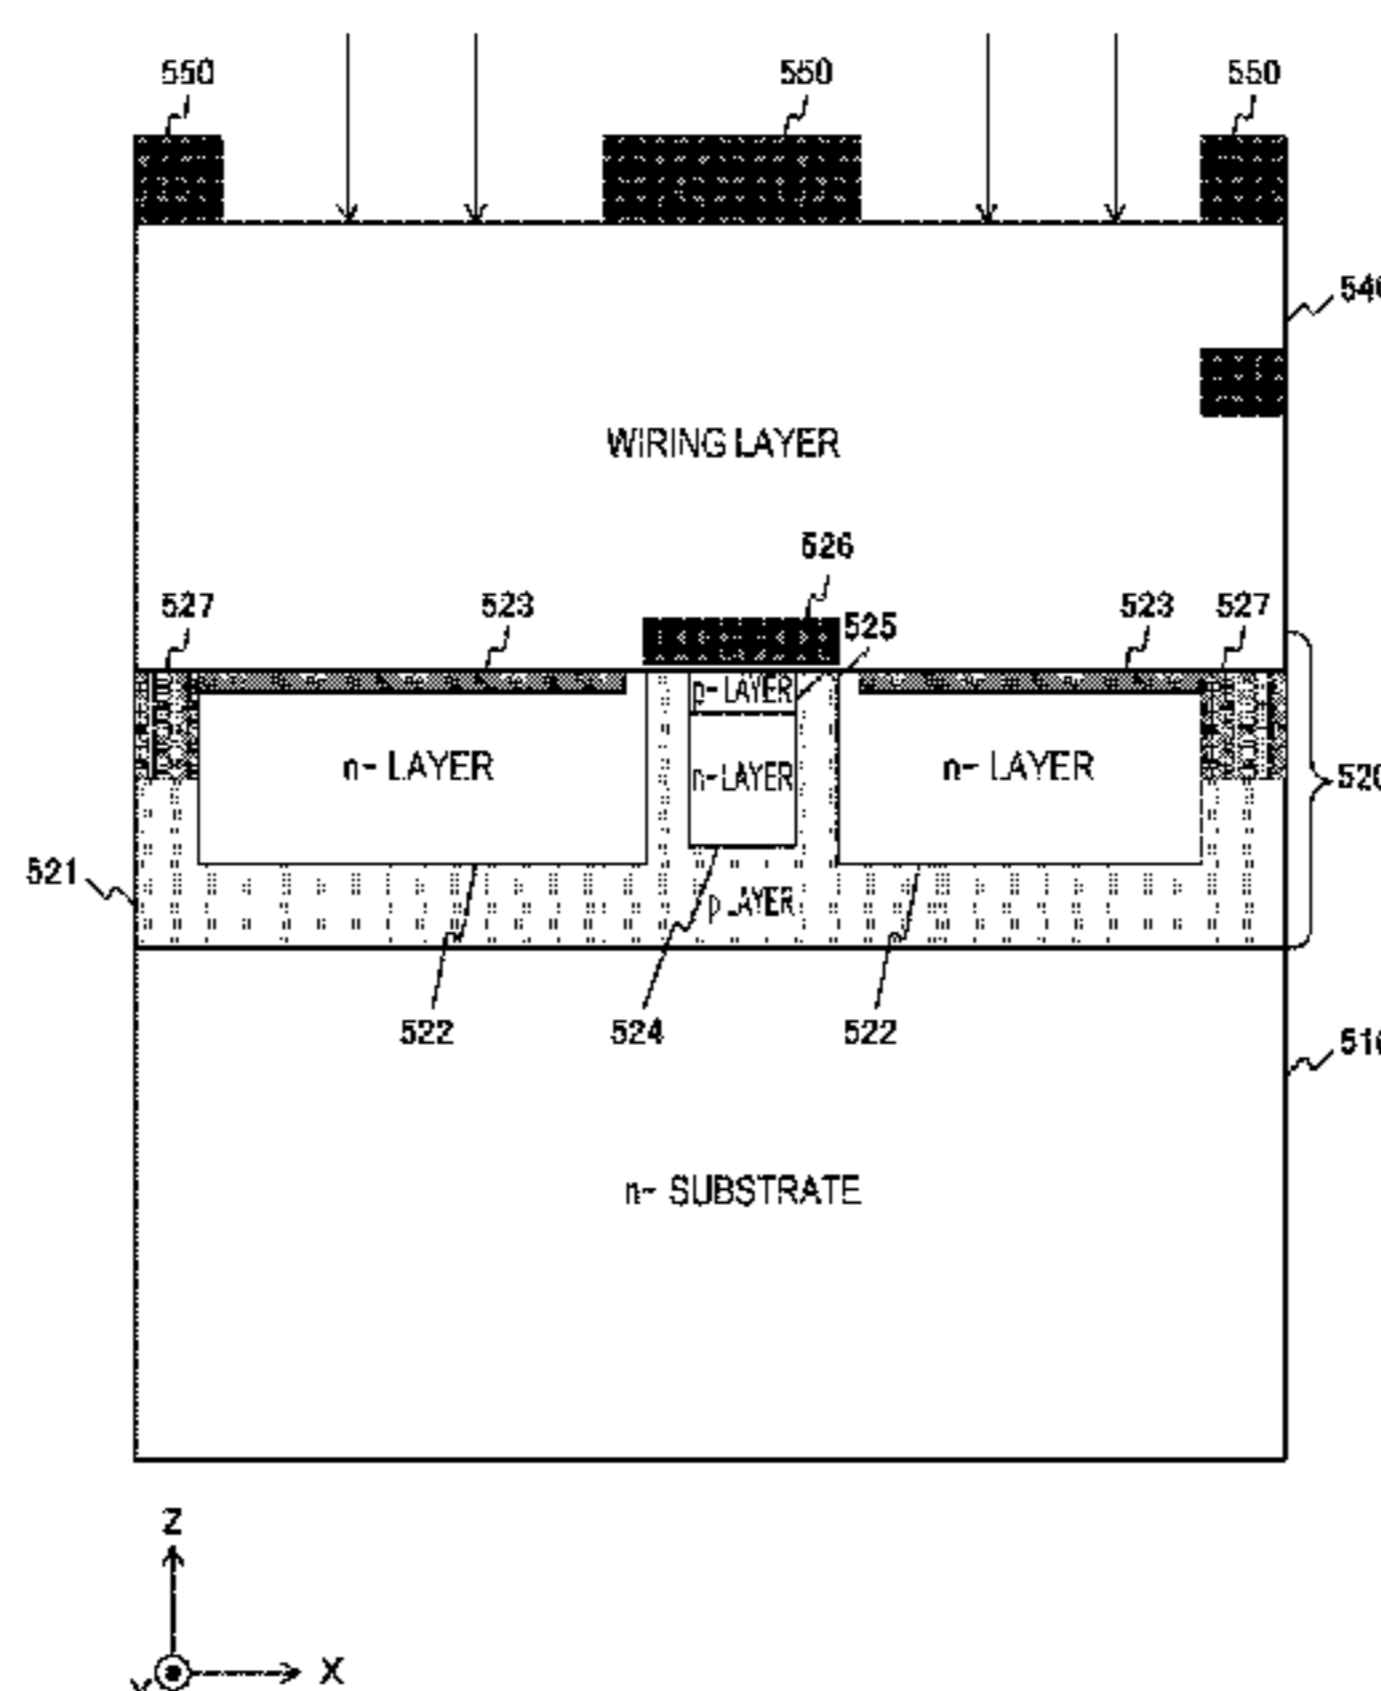 550 550 550
540
WIRING LAYER
526
527 523 525 523 527
p- LAYER
n- LAYER n- LAYER n- LAYER
520
521
p LAYER
522 524 522
n- SUBSTRATE
Z
X